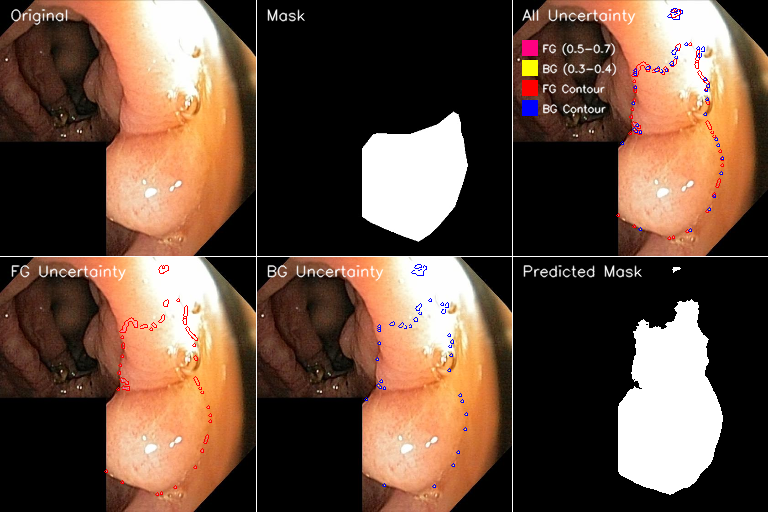 Original
Mask
All Uncertainty
FG (0.5-0.7)
BG (0.3-0.4)
FG Contour
BG Contour
FG Uncertainty
BG Uncertainty
Predicted Mask